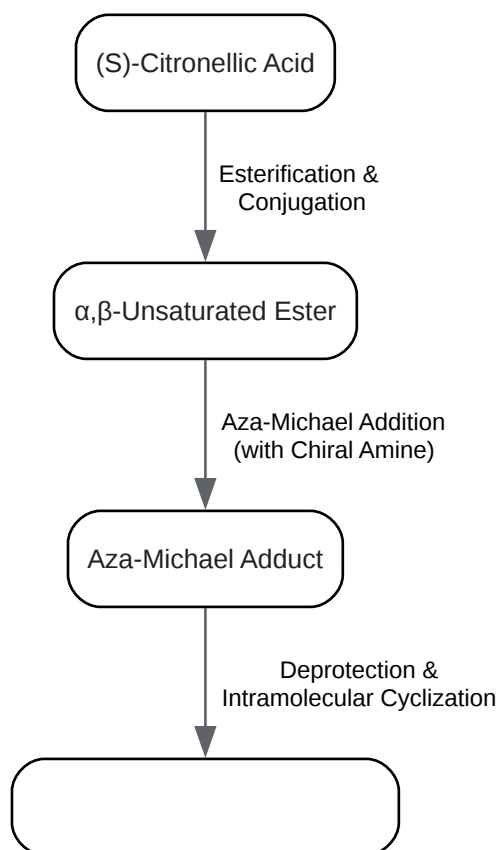 (S)-Citronellic Acid
Esterification &
Conjugation
α,β-Unsaturated Ester
Aza-Michael Addition
(with Chiral Amine)
Aza-Michael Adduct
Deprotection &
Intramolecular Cyclization